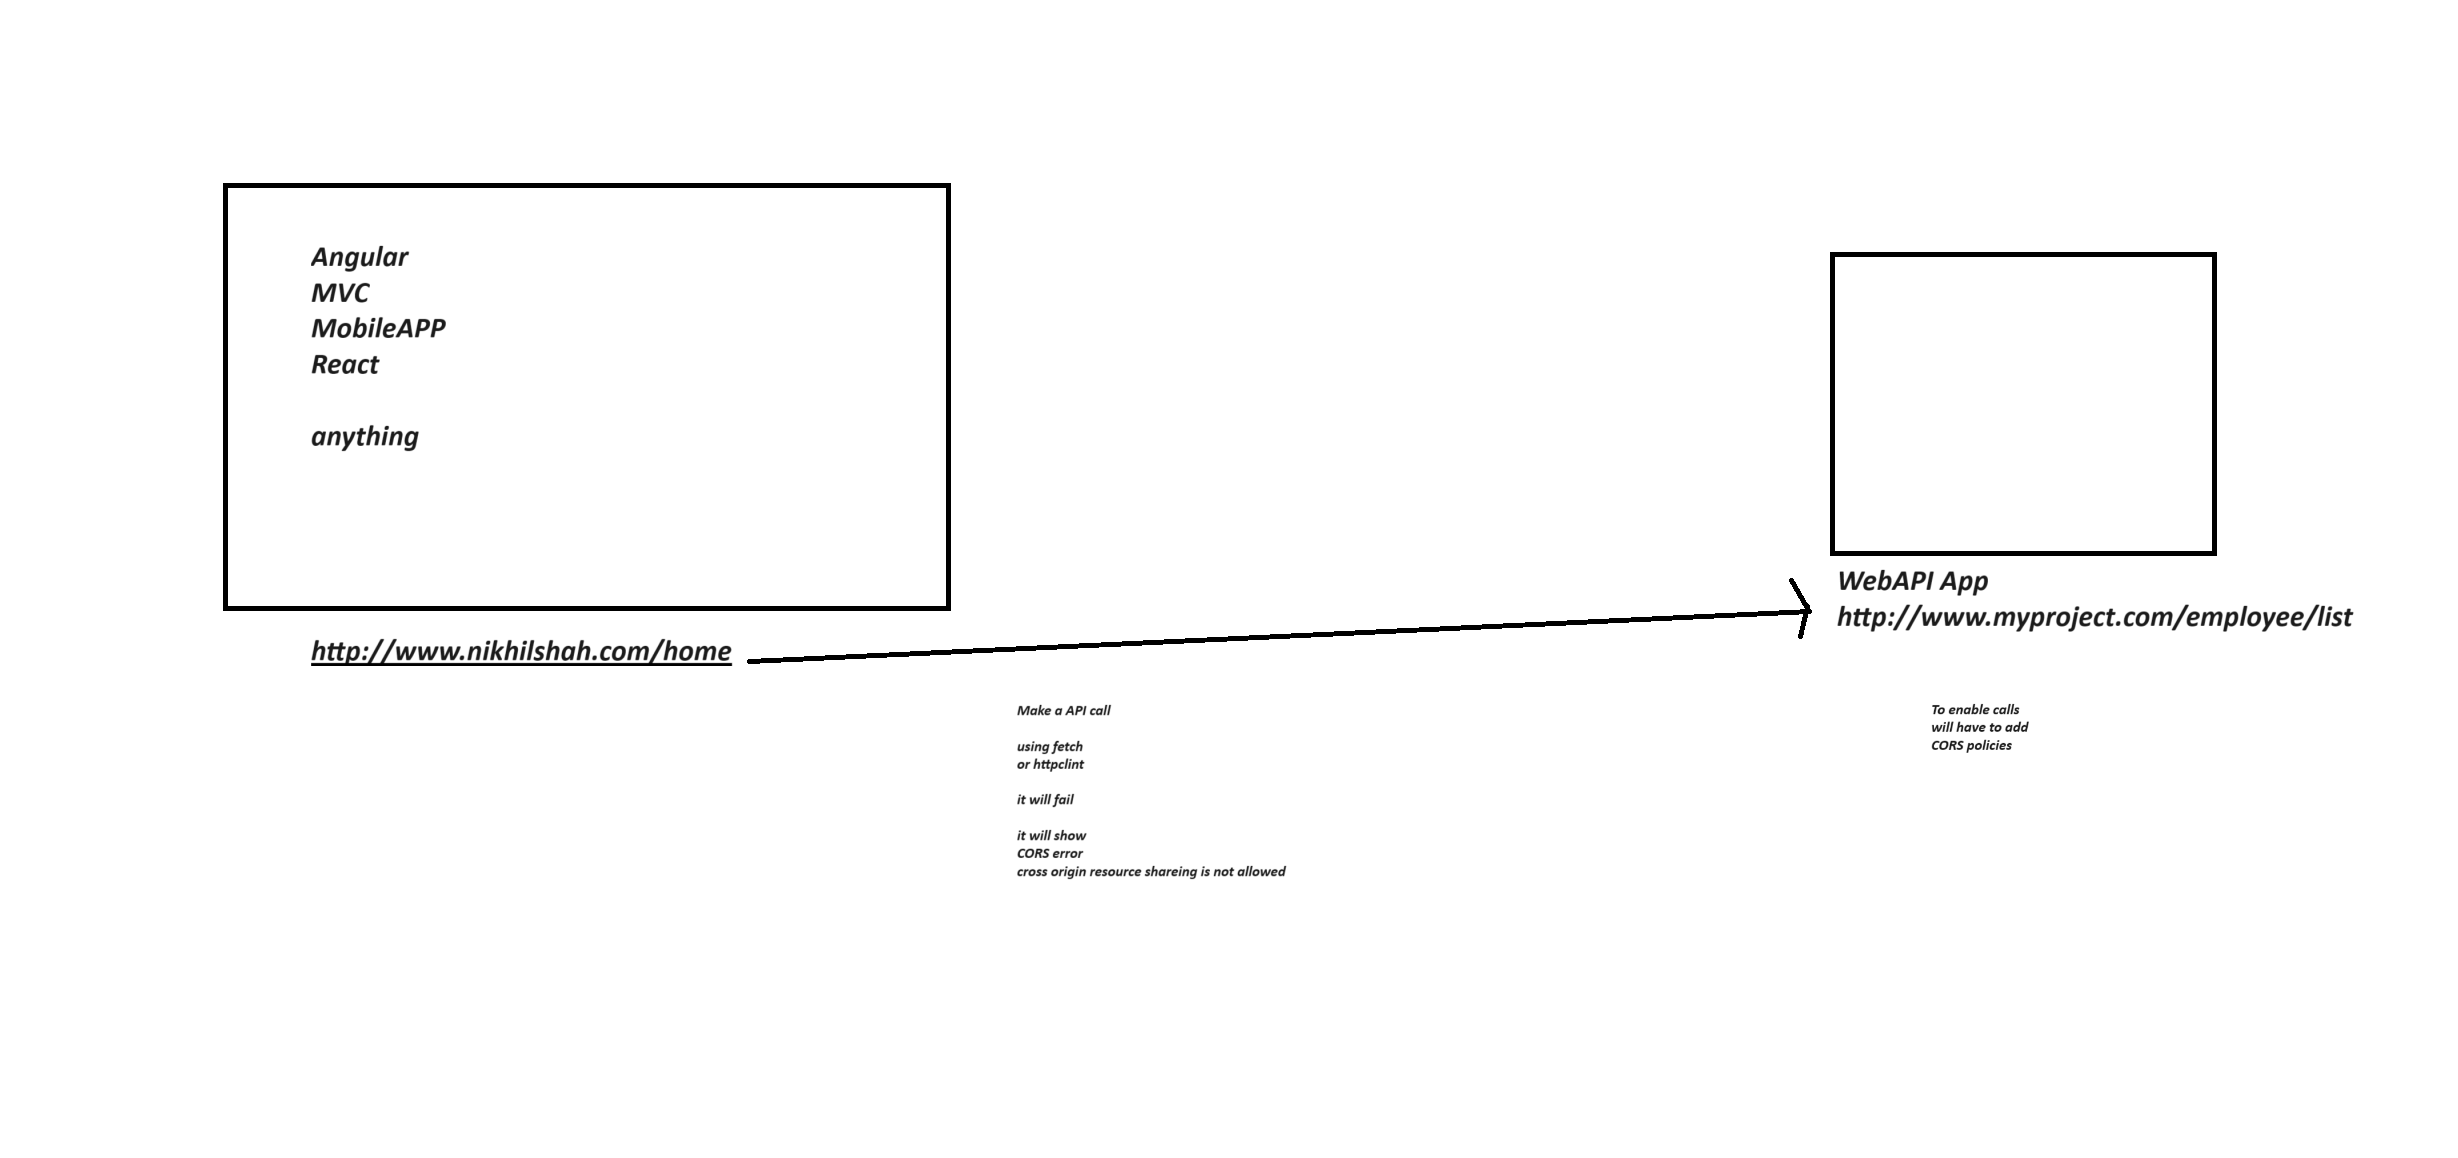 Angular
MVC
MobileAPP
React
anything
http://www.nikhilshah.com/home
WebAPI App
http://www.myproject.com/employee/list
Make a API call
using fetch
or httpclint
it will fail
it will show
CORS error
cross origin resource shareing is not allowed
To enable calls
will have to add
CORS policies